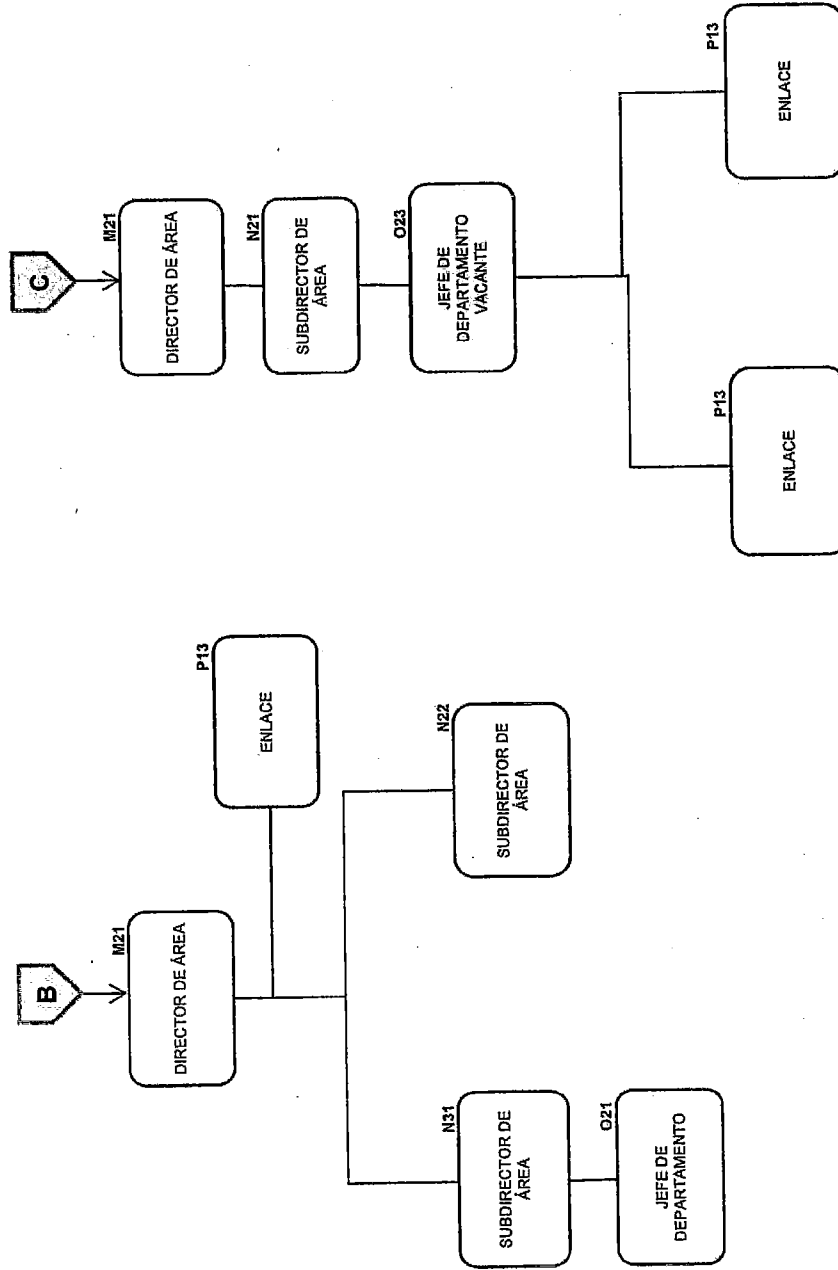 B
M21
DIRECTOR DE ÁREA
P13
ENLACE
N31
SUBDIRECTOR DE
ÁREA
N22
SUBDIRECTOR DE
ÁREA
O21
JEFE DE
DEPARTAMENTO
C
M21
DIRECTOR DE ÁREA
N21
SUBDIRECTOR DE
ÁREA
O23
JEFE DE
DEPARTAMENTO
VACANTE
P13
ENLACE
P13
ENLACE